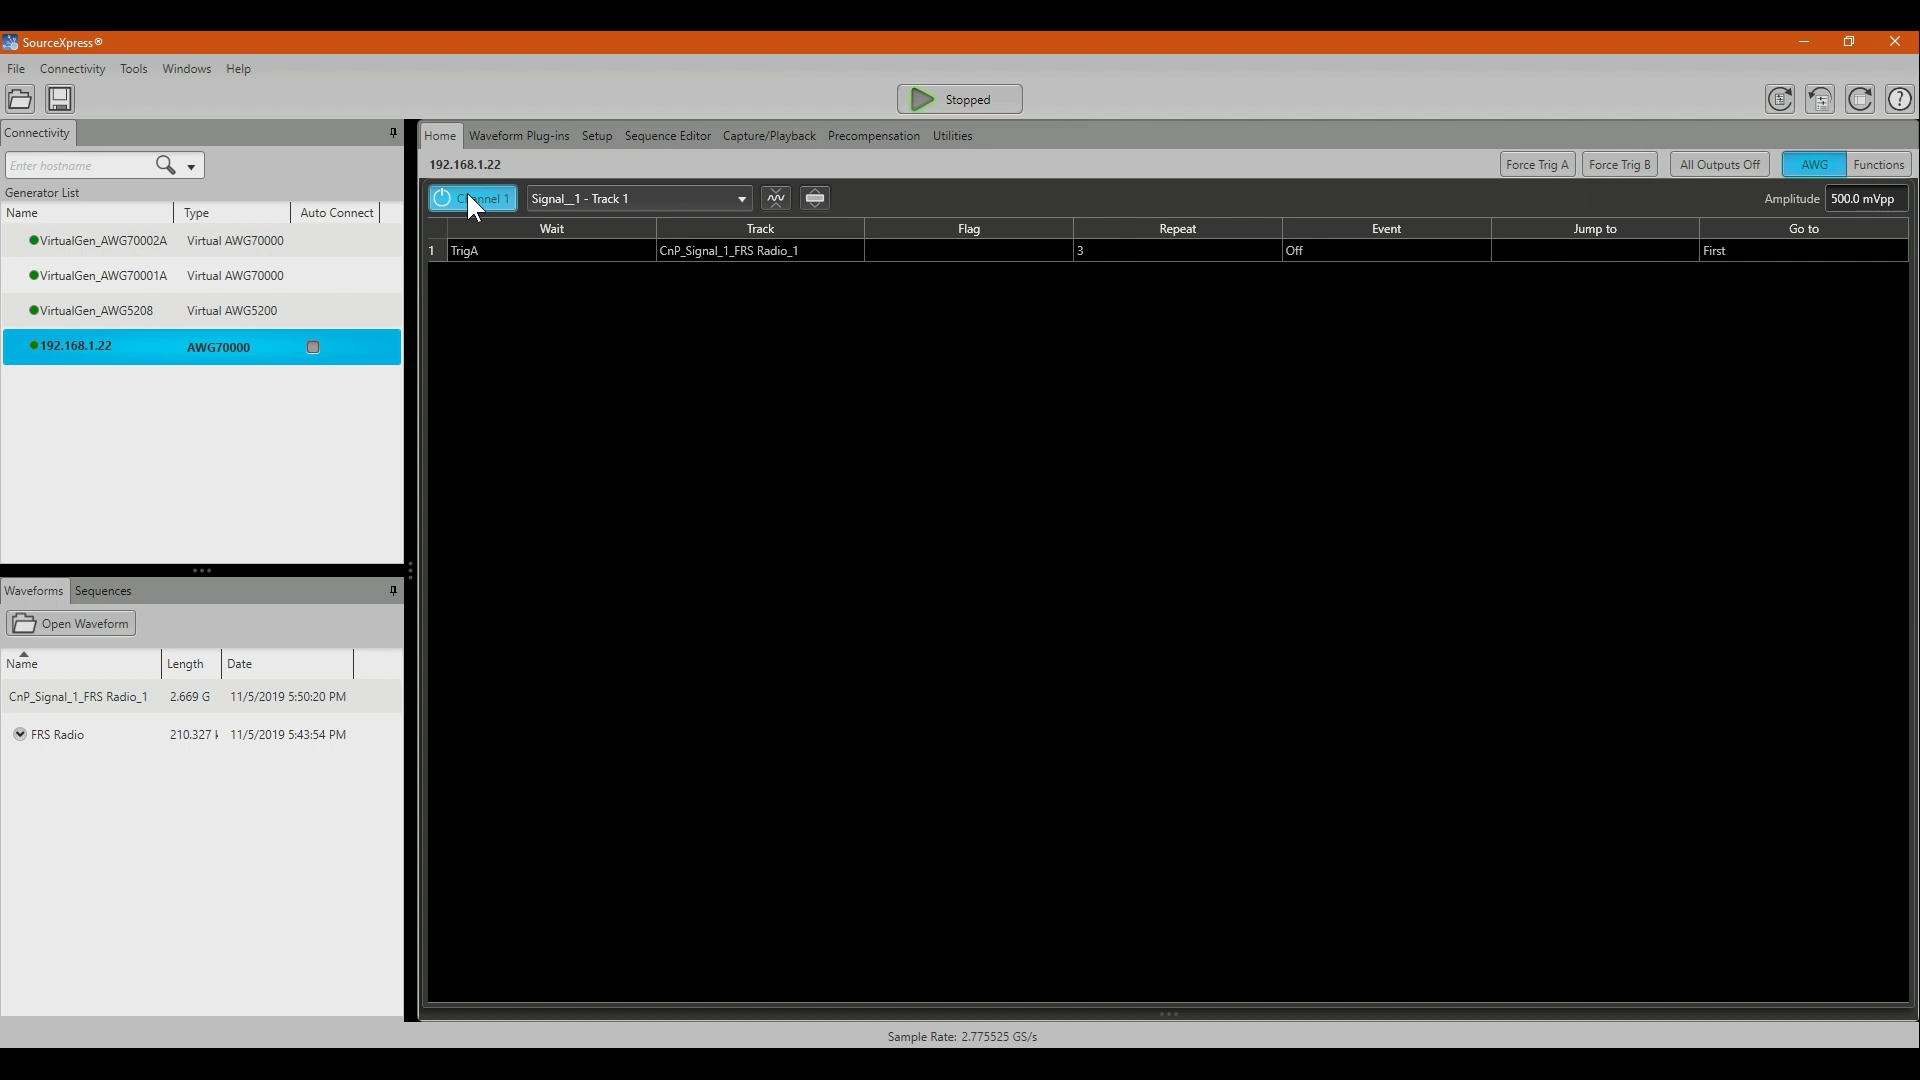 SourceXpress®
File Connectivity Tools Windows Help
Stopped
Connectivity
Enter hostname
Generator List
Name Type Auto Connect
VirtualGen_AWG70002A Virtual AWG70000
VirtualGen_AWG70001A Virtual AWG70000
VirtualGen_AWG5208 Virtual AWG5200
192.168.1.22 AWG70000
Waveforms Sequences
Open Waveform
Name Length Date
CnP_Signal_1_FRS Radio_1 2.669 G 11/5/2019 5:50:20 PM
FRS Radio 210.327 11/5/2019 5:43:54 PM
Home Waveform Plug-ins Setup Sequence Editor Capture/Playback Precompensation Utilities
192.168.1.22 Force Trig A Force Trig B All Outputs Off AWG Functions
1 Signal__1 - Track 1 Amplitude 500.0 mVpp
Wait Track Flag Repeat Event Jump to Go to
1 TrigA CnP_Signal_1_FRS Radio_1 3 Off First
Sample Rate: 2.775525 GS/s